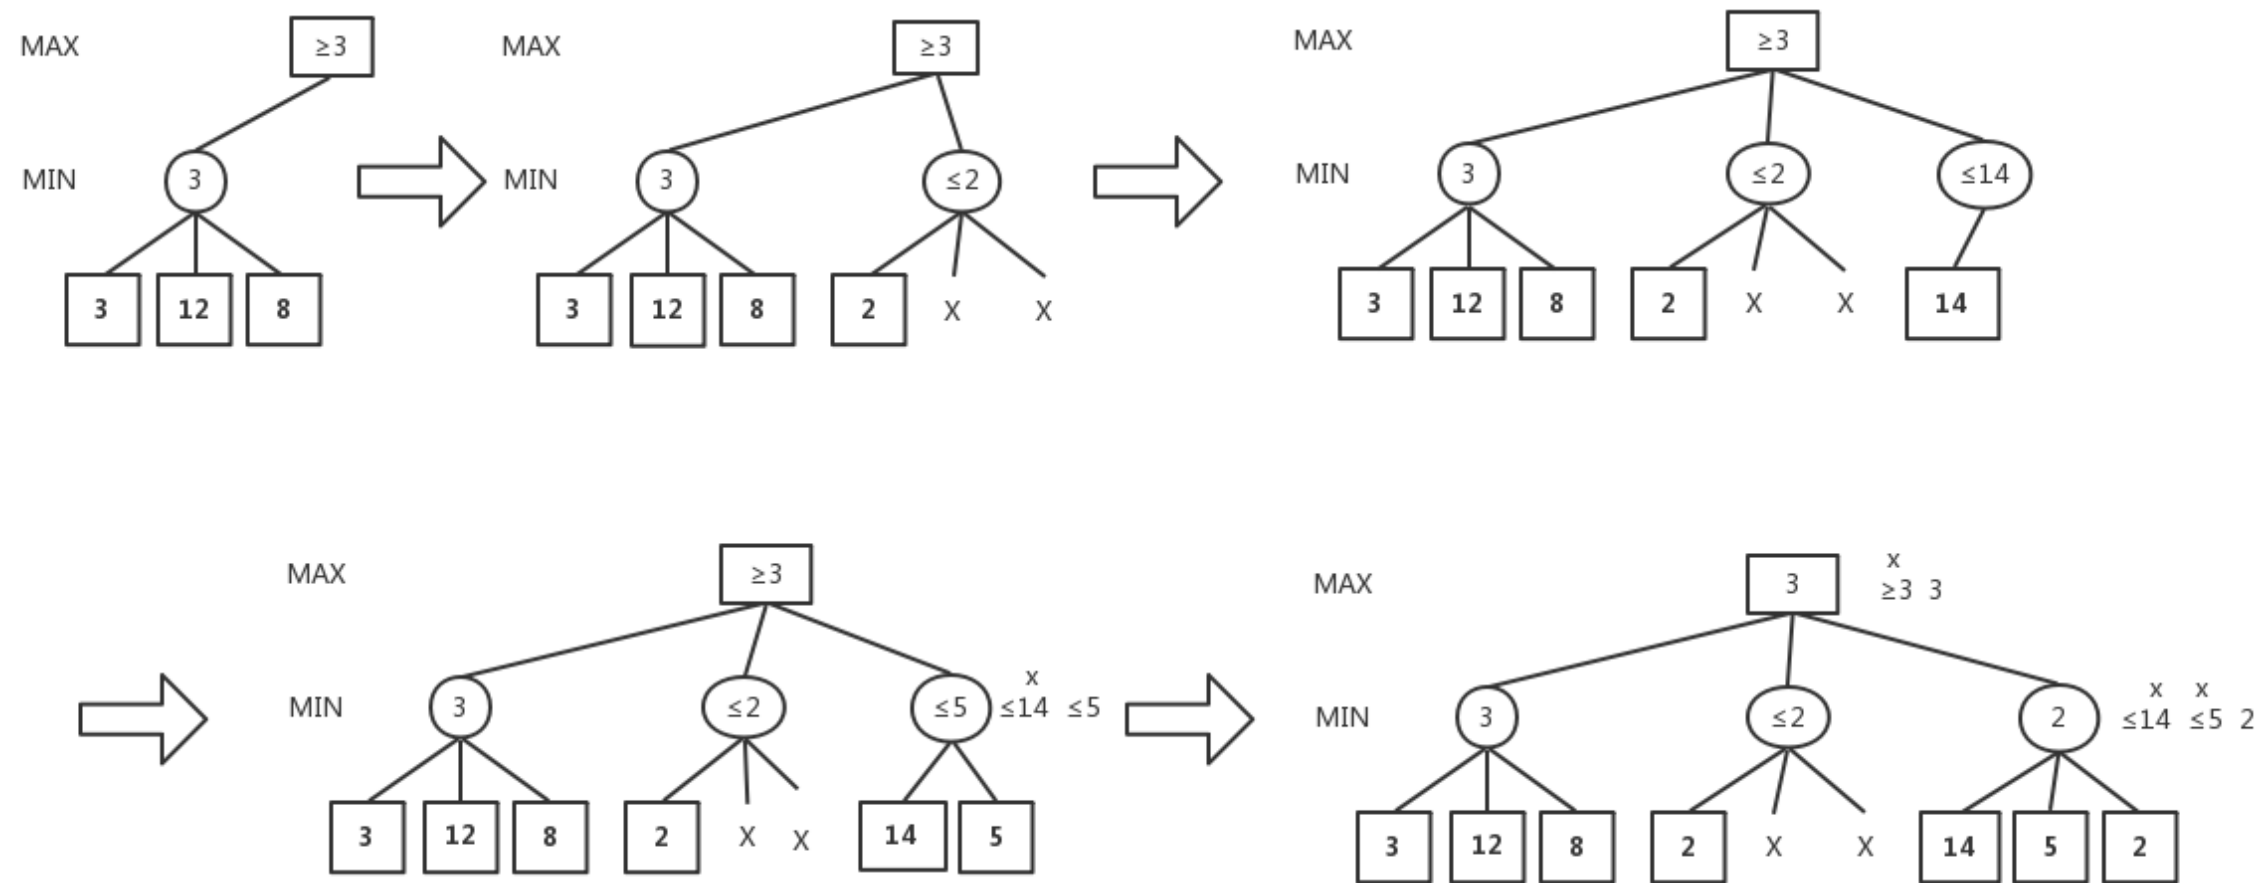 MAX ≥3
MIN 3
3 12 8
MAX ≥3
MIN 3 ≤2
3 12 8 2 X X
MAX ≥3
MIN 3 ≤2 ≤14
3 12 8 2 X X 14
MAX ≥3
x
MIN 3 ≤2 ≤5 ≤14 ≤5
3 12 8 2 X X 14 5
x
MAX 3 ≥3 3
x x
MIN 3 ≤2 2 ≤14 ≤5 2
3 12 8 2 X X 14 5 2